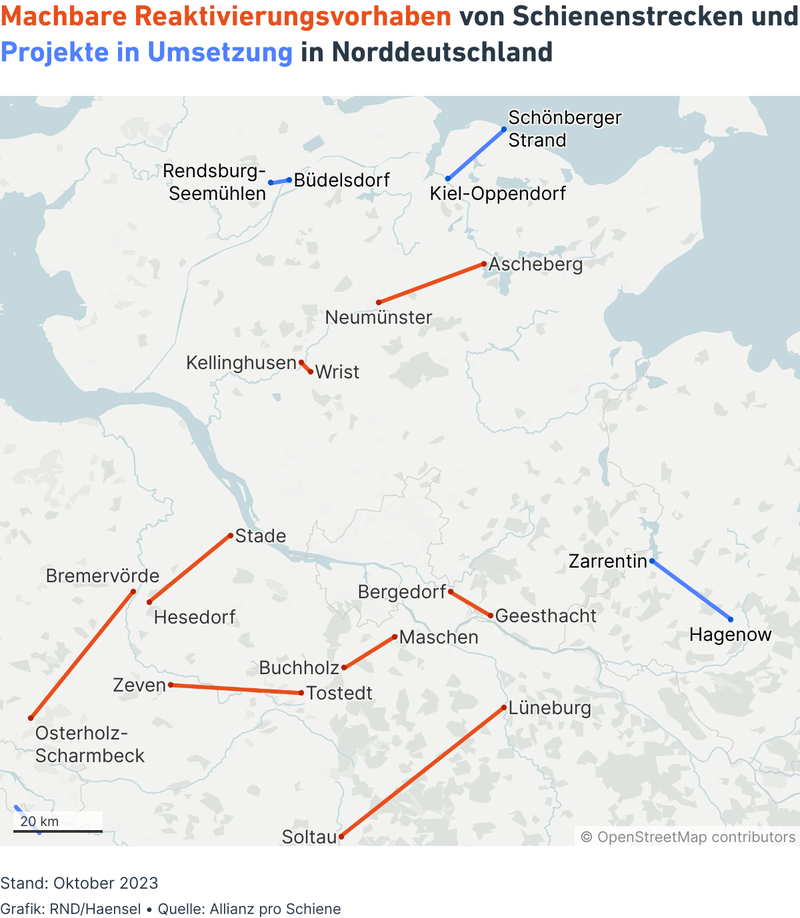 Machbare Reaktivierungsvorhaben von Schienenstrecken und
Projekte in Umsetzung in Norddeutschland
Schönberger
Strand
Rendsburg-
Seemühlen
Büdelsdorf
Kiel-Oppendorf
Ascheberg
Neumünster
Kellinghusen
Wrist
Stade
Bremervörde
Hesedorf
Zarrentin
Bergedorf
Geesthacht
Hagenow
Maschen
Buchholz
Zeven
Tostedt
Lüneburg
Osterholz-
Scharmbeck
20 km
Soltau
© OpenStreetMap contributors
Stand: Oktober 2023
Grafik: RND/Haensel • Quelle: Allianz pro Schiene